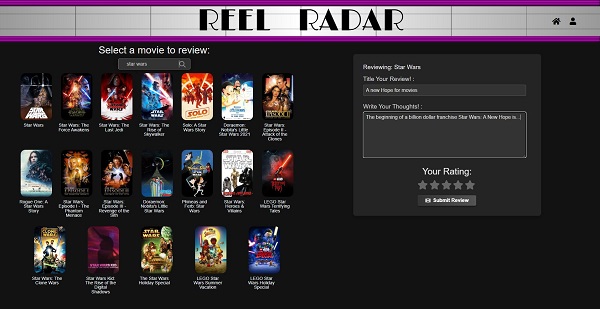 REEL RADAR
Select a movie to review:
star wars
Star Wars
Star Wars: The
Force Awakens
Star Wars: The
Last Jedi
Star Wars: The
Rise of
Skywalker
Solo: A Star
Wars Story
Doraemon:
Nobita's Little
Star Wars 2021
Star Wars:
Episode II -
Attack of the
Clones
Rogue One: A
Star Wars
Story
Star Wars:
Episode I - The
Phantom
Menace
Star Wars:
Episode III -
Revenge of the
Sith
Doraemon:
Nobita's Little
Star Wars
Phineas and
Ferb: Star
Wars
Star Wars:
Heroes &
Villains
LEGO Star
Wars Terrifying
Tales
Star Wars: The
Clone Wars
Star Wars Kid:
The Rise of the
Digital
Shadows
The Star Wars
Holiday Special
LEGO Star
Wars Summer
Vacation
LEGO Star
Wars Holiday
Special
Reviewing: Star Wars
Title Your Review! :
A new Hope for movies
Write Your Thoughts! :
The beginning of a billion dollar franchise Star Wars: A New Hope is...
Your Rating:
Submit Review